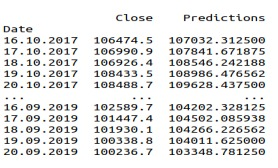 Close Predictions
Date
16.10.2017 106474.5 107032.312500
17.10.2017 106990.9 107841.671875
18.10.2017 106926.4 108546.242188
19.10.2017 108433.5 108986.476562
20.10.2017 108488.7 109628.437500
... ... ...
16.09.2019 102589.7 104202.328125
17.09.2019 101447.4 104502.085938
18.09.2019 101930.1 104266.226562
19.09.2019 100338.8 104011.625000
20.09.2019 100236.7 103348.781250